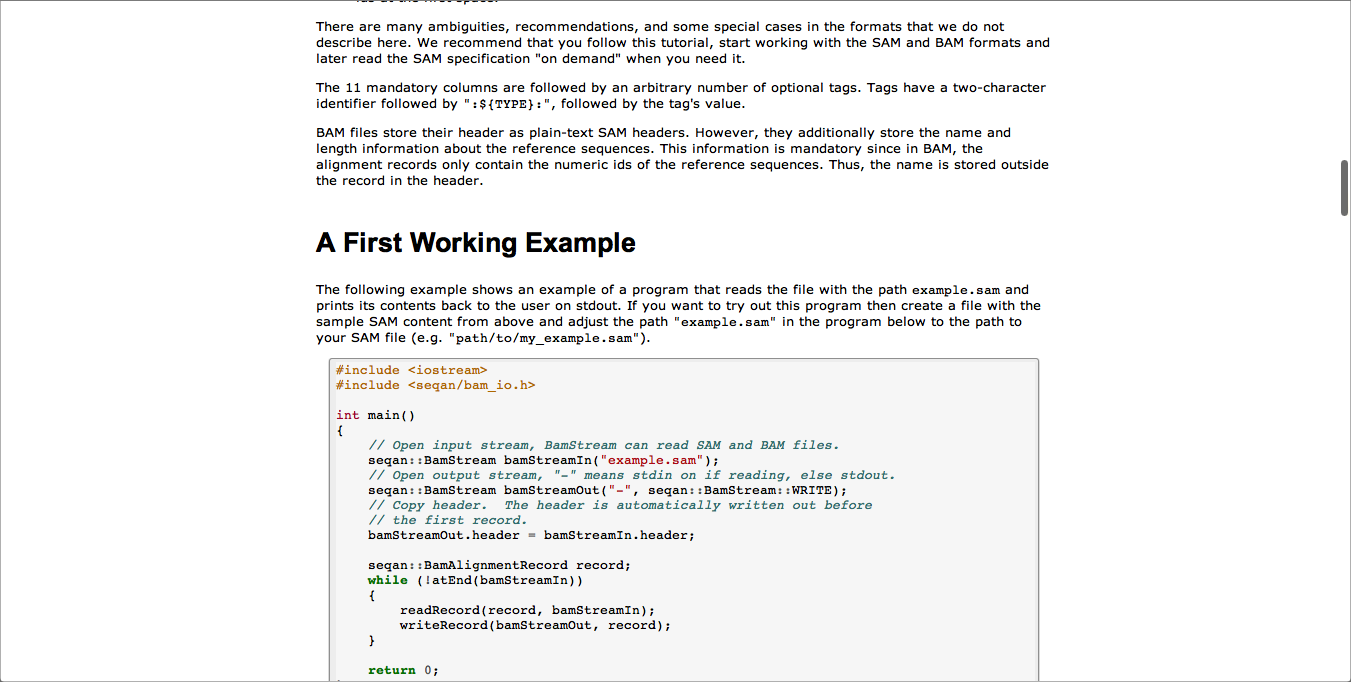 There are many ambiguities, recommendations, and some special cases in the formats that we do not
describe here. We recommend that you follow this tutorial, start working with the SAM and BAM formats and
later read the SAM specification "on demand" when you need it.
The 11 mandatory columns are followed by an arbitrary number of optional tags. Tags have a two-character
identifier followed by ":${TYPE}:", followed by the tag's value.
BAM files store their header as plain-text SAM headers. However, they additionally store the name and
length information about the reference sequences. This information is mandatory since in BAM, the
alignment records only contain the numeric ids of the reference sequences. Thus, the name is stored outside
the record in the header.
A First Working Example
The following example shows an example of a program that reads the file with the path example.sam and
prints its contents back to the user on stdout. If you want to try out this program then create a file with the
sample SAM content from above and adjust the path "example.sam" in the program below to the path to
your SAM file (e.g. "path/to/my_example.sam").
#include <iostream>
#include <seqan/bam_io.h>
int main()
{
    // Open input stream, BamStream can read SAM and BAM files.
    seqan::BamStream bamStreamIn("example.sam");
    // Open output stream, "-" means stdin on if reading, else stdout.
    seqan::BamStream bamStreamOut("-", seqan::BamStream::WRITE);
    // Copy header.  The header is automatically written out before
    // the first record.
    bamStreamOut.header = bamStreamIn.header;
    seqan::BamAlignmentRecord record;
    while (!atEnd(bamStreamIn))
    {
        readRecord(record, bamStreamIn);
        writeRecord(bamStreamOut, record);
    }
    return 0;